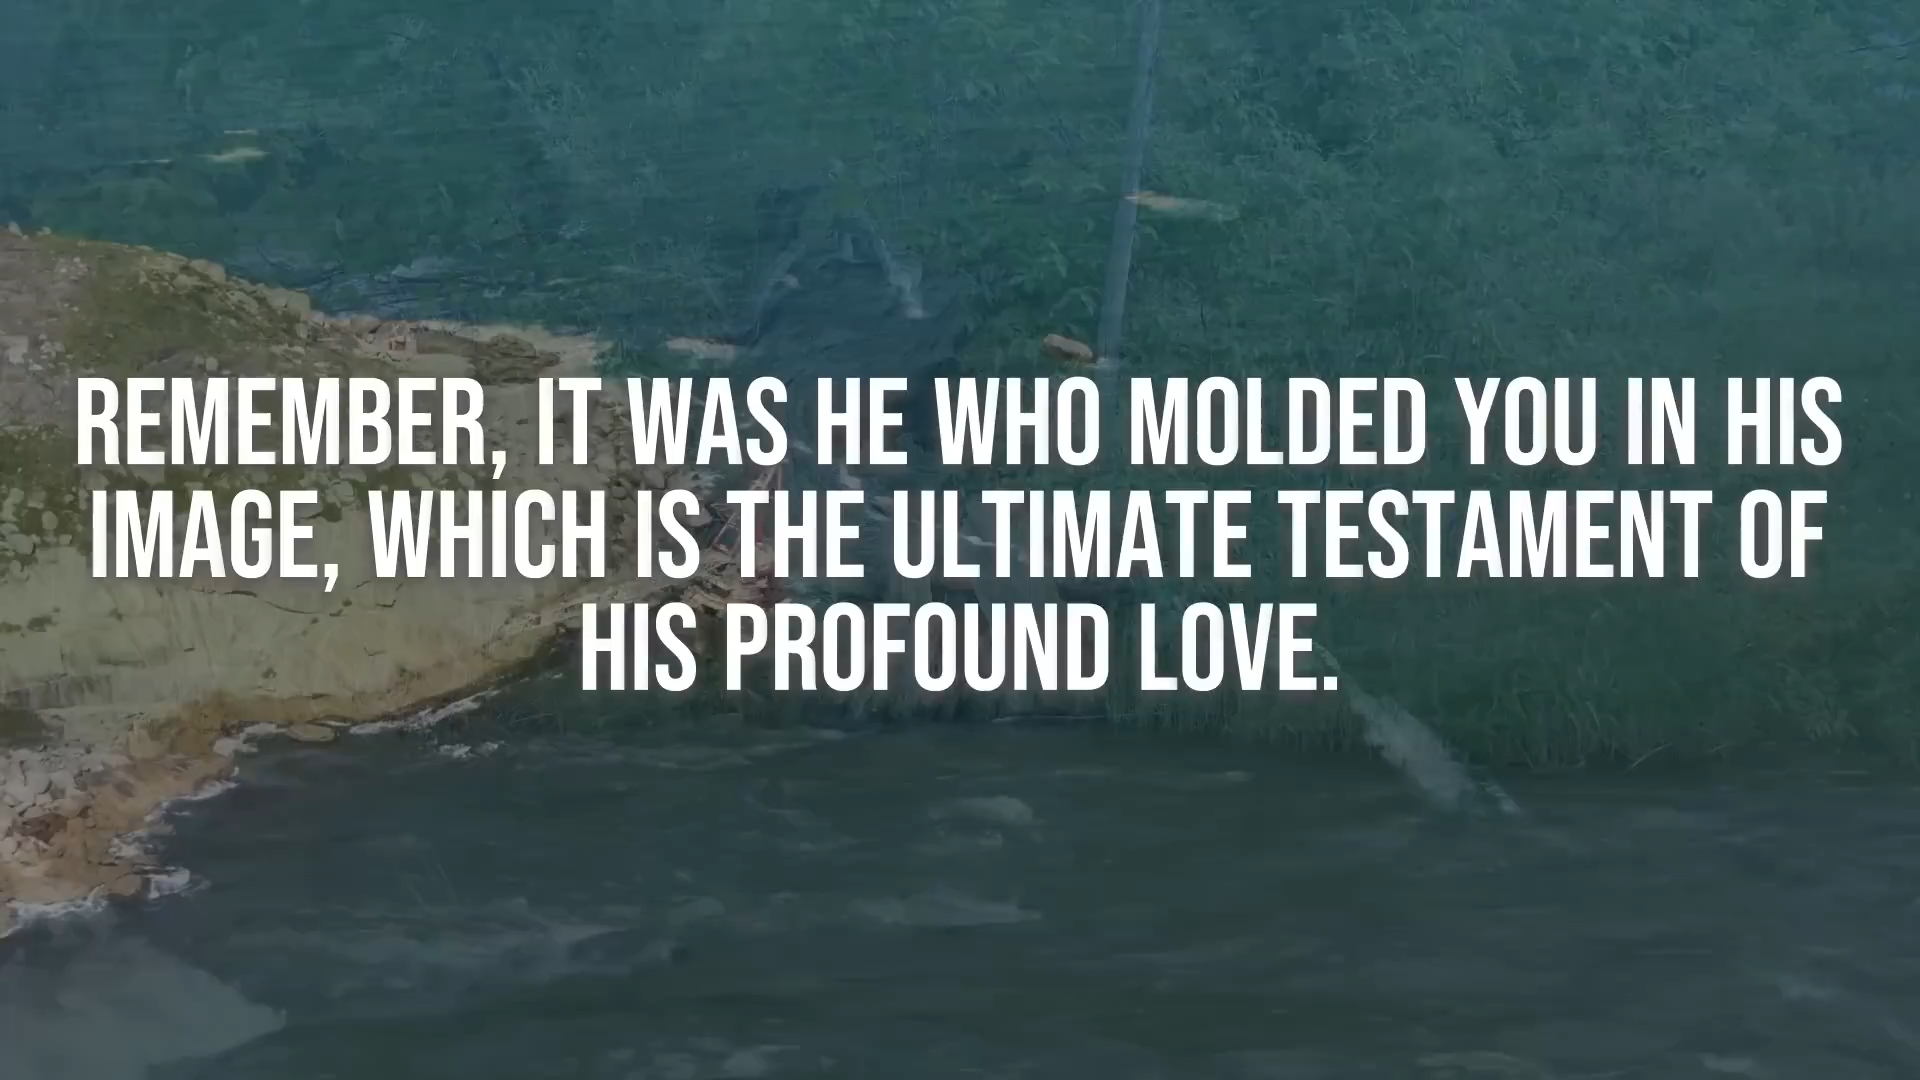 REMEMBER, IT WAS HE WHO MOLDED YOU IN HIS
IMAGE, WHICH IS THE ULTIMATE TESTAMENT OF
HIS PROFOUND LOVE.